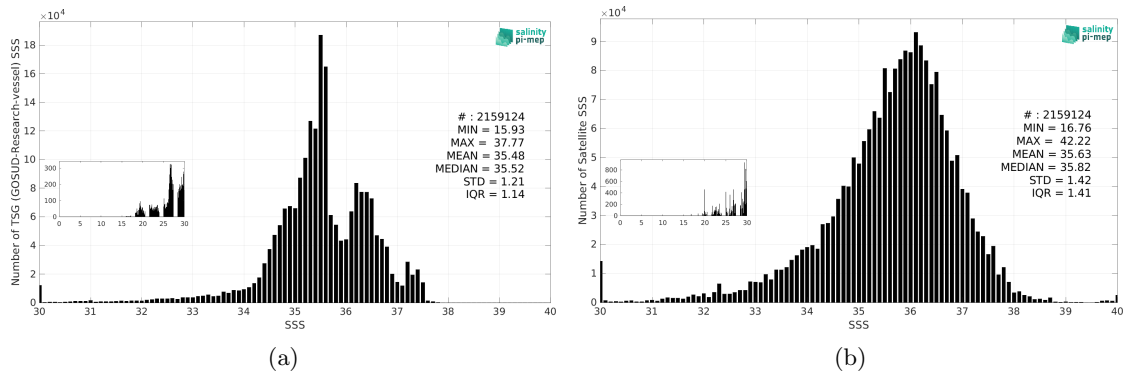 ×10⁴
18
16
14
12
10
8
6
4
2
0
Number of TSG (GOSUD-Research-vessel) SSS
salinity
pi-mep
# : 2159124
MIN = 15.93
MAX = 37.77
MEAN = 35.48
MEDIAN = 35.52
STD = 1.21
IQR = 1.14
300
200
100
0
0 5 10 15 20 25 30
30 31 32 33 34 35 36 37 38 39 40
SSS
(a)
×10⁴
9
8
7
6
5
4
3
2
1
0
Number of Satellite SSS
salinity
pi-mep
# : 2159124
MIN = 16.76
MAX = 42.22
MEAN = 35.63
MEDIAN = 35.82
STD = 1.42
IQR = 1.41
800
600
400
200
0
0 5 10 15 20 25 30
30 31 32 33 34 35 36 37 38 39 40
SSS
(b)